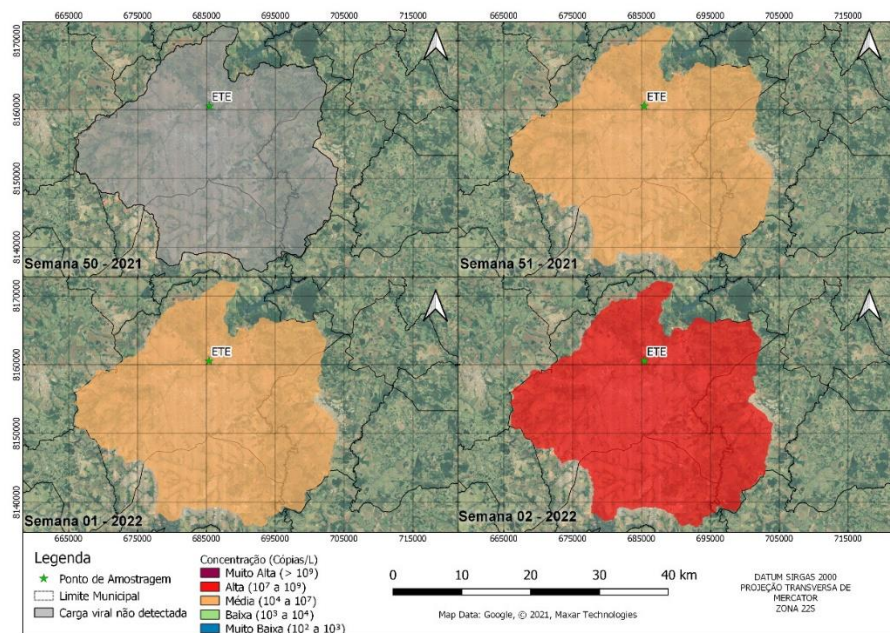 665000 675000 685000 695000 705000 715000 665000 675000 685000 695000 705000 715000
8170000
8160000
8150000
8140000
ETE
ETE
Semana 50 - 2021
Semana 51 - 2021
8170000
8160000
8150000
8140000
ETE
ETE
Semana 01 - 2022
Semana 02 - 2022
665000 675000 685000 695000 705000 715000 665000 675000 685000 695000 705000 715000
Legenda
Ponto de Amostragem
Limite Municipal
Carga viral não detectada
Concentração (Cópias/L)
Muito Alta (> 10⁹)
Alta (10⁷ a 10⁹)
Média (10⁴ a 10⁷)
Baixa (10³ a 10⁴)
Muito Baixa (10² a 10³)
0 10 20 30 40 km
Map Data: Google, © 2021, Maxar Technologies
DATUM SIRGAS 2000
PROJEÇÃO TRANSVERSA DE
MERCATOR
ZONA 22S